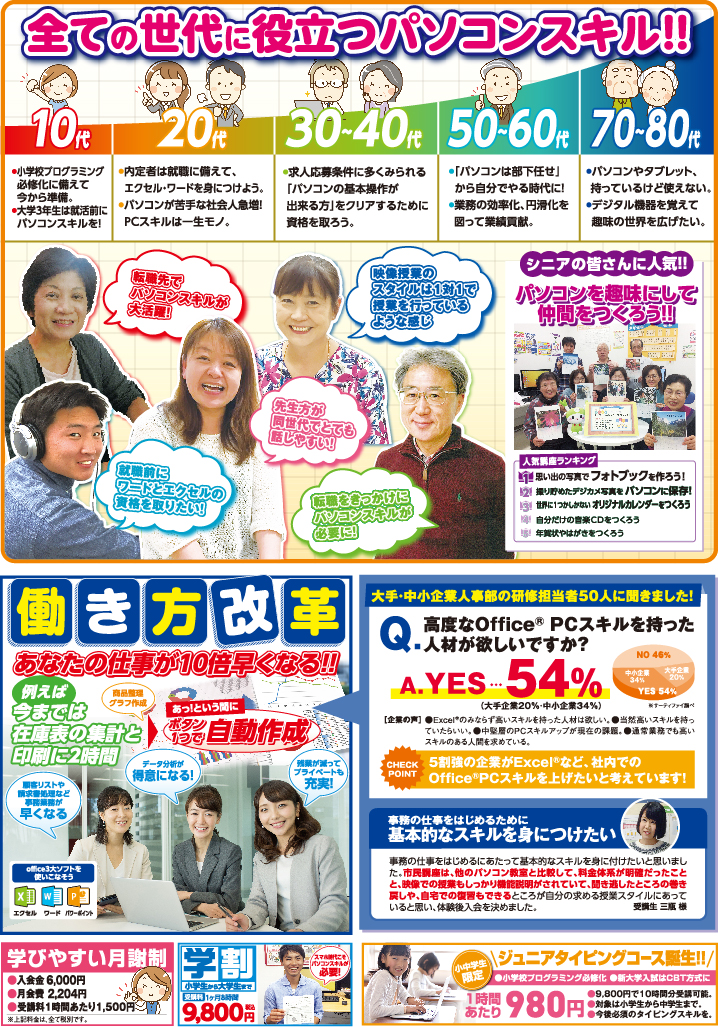 全ての世代に役立つパソコンスキル!!
10代
●小学校プログラミング
必修化に備えて
今から準備。
●大学3年生は就活前に
パソコンスキルを!
20代
●内定者は就職に備えて、
エクセル・ワードを身につけよう。
●パソコンが苦手な社会人急増!
PCスキルは一生モノ。
30~40代
●求人応募条件に多くみられる
「パソコンの基本操作が
出来る方」をクリアするために
資格を取ろう。
50~60代
●「パソコンは部下任せ」
から自分でやる時代に!
●業務の効率化、円滑化を
図って業績貢献。
70~80代
●パソコンやタブレット、
持っているけど使えない。
●デジタル機器を覚えて
趣味の世界を広げたい。
転職先で
パソコンスキルが
大活躍!
映像授業の
スタイルは1対1で
授業を行っている
ような感じ
先生方が
同世代でとても
話しやすい!
就職前に
ワードとエクセルの
資格を取りたい!
転職をきっかけに
パソコンスキルが
必要に!
シニアの皆さんに人気!!
パソコンを趣味にして
仲間をつくろう!!
人気講座ランキング
1 思い出の写真でフォトブックを作ろう!
2 撮り貯めたデジカメ写真をパソコンに保存!
3 世界に1つかしかないオリジナルカレンダーをつくろう
4 自分だけの音楽CDをつくろう
5 年賀状やはがきをつくろう
働き方改革
あなたの仕事が10倍早くなる!!
例えば
今までは
在庫表の集計と
印刷に2時間
商品整理
グラフ作成
あっ!という間に
ボタン
1つで自動作成
顧客リストや
請求書処理など
事務業務が
早くなる
データ分析が
得意になる!
残業が減って
プライベートも
充実!
office3大ソフトを
使いこなそう
エクセル ワード パワーポイント
大手・中小企業人事部の研修担当者50人に聞きました!
Q.高度なOffice® PCスキルを持った
人材が欲しいですか?
A.YES…54%
(大手企業20%・中小企業34%)
NO 46%
中小企業
34%
大手企業
20%
YES 54%
※サーティファイ調べ
【企業の声】●Excel®のみならず高いスキルを持った人材は欲しい。●当然高いスキルを持っ
ていたらいい。●中堅層のPCスキルアップが現在の課題。●通常業務でも高い
スキルのある人間を求めている。
CHECK
POINT
5割強の企業がExcel®など、社内での
Office®PCスキルを上げたいと考えています!
事務の仕事をはじめるために
基本的なスキルを身につけたい
事務の仕事をはじめるにあたって基本的なスキルを身に付けたいと思いまし
た。市民講座は、他のパソコン教室と比較して、料金体系が明確だったこ
と、映像での授業もしっかり機能説明がされていて、聞き逃したところの巻き
戻しや、自宅での復習もできるところが自分の求める授業スタイルにあって
いると思い、体験後入会を決めました。
受講生 三瓶 様
学びやすい月謝制
●入会金 6,000円
●月会費 2,204円
●受講料1時間あたり1,500円
※上記料金は、全て税別です。
学割
小学生から大学生まで
受講料 1ヶ月8時間
9,800円税込
スマホ世代こそ
パソコンスキルが
必要!
小中学生
限定
ジュニアタイピングコース誕生!!
●小学校プログラミング必修化 ●新大学入試はCBT方式に
1時間
あたり980円
●9,800円で10時間分受講可能。
●対象は小学生から中学生まで。
●今後必須のタイピングスキルを。